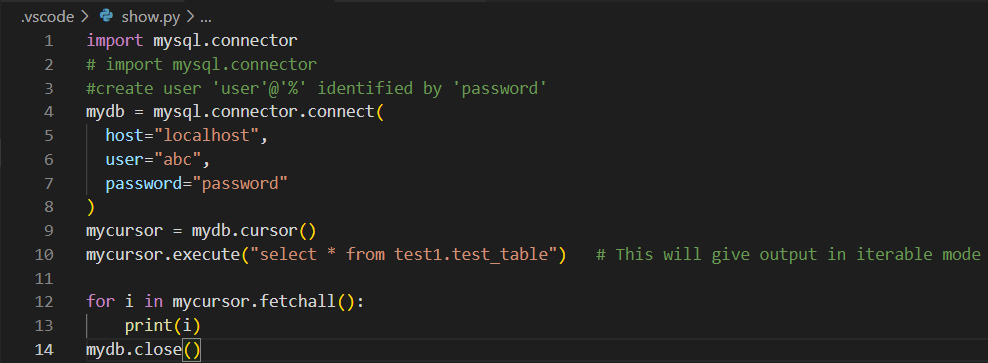 .vscode > show.py > ...
1 import mysql.connector
2 # import mysql.connector
3 #create user 'user'@'%' identified by 'password'
4 mydb = mysql.connector.connect(
5   host="localhost",
6   user="abc",
7   password="password"
8 )
9 mycursor = mydb.cursor()
10 mycursor.execute("select * from test1.test_table")   # This will give output in iterable mode
11
12 for i in mycursor.fetchall():
13     print(i)
14 mydb.close()